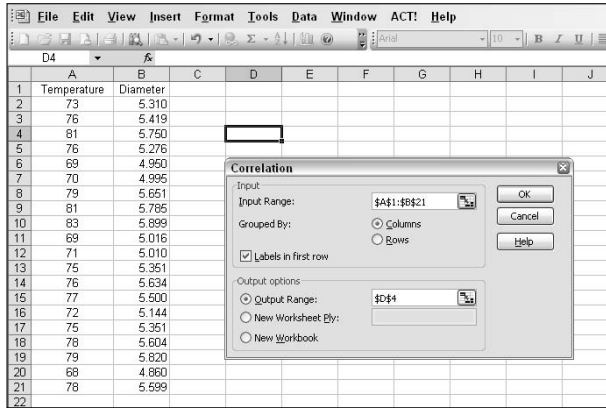 File Edit View Insert Format Tools Data Window ACT! Help
Arial 10 B I U
D4 fx
A B C D E F G H I J
1 Temperature Diameter
2 73 5.310
3 76 5.419
4 81 5.750
5 76 5.276
6 69 4.950
7 70 4.995
8 79 5.651
9 81 5.785
10 83 5.899
11 69 5.016
12 71 5.010
13 75 5.351
14 76 5.634
15 77 5.500
16 72 5.144
17 75 5.351
18 78 5.604
19 79 5.820
20 68 4.860
21 78 5.599
22
Correlation
Input
Input Range: $A$1:$B$21
Grouped By: Columns
Rows
Labels in first row
OK
Cancel
Help
Output options
Output Range: $D$4
New Worksheet Ply:
New Workbook